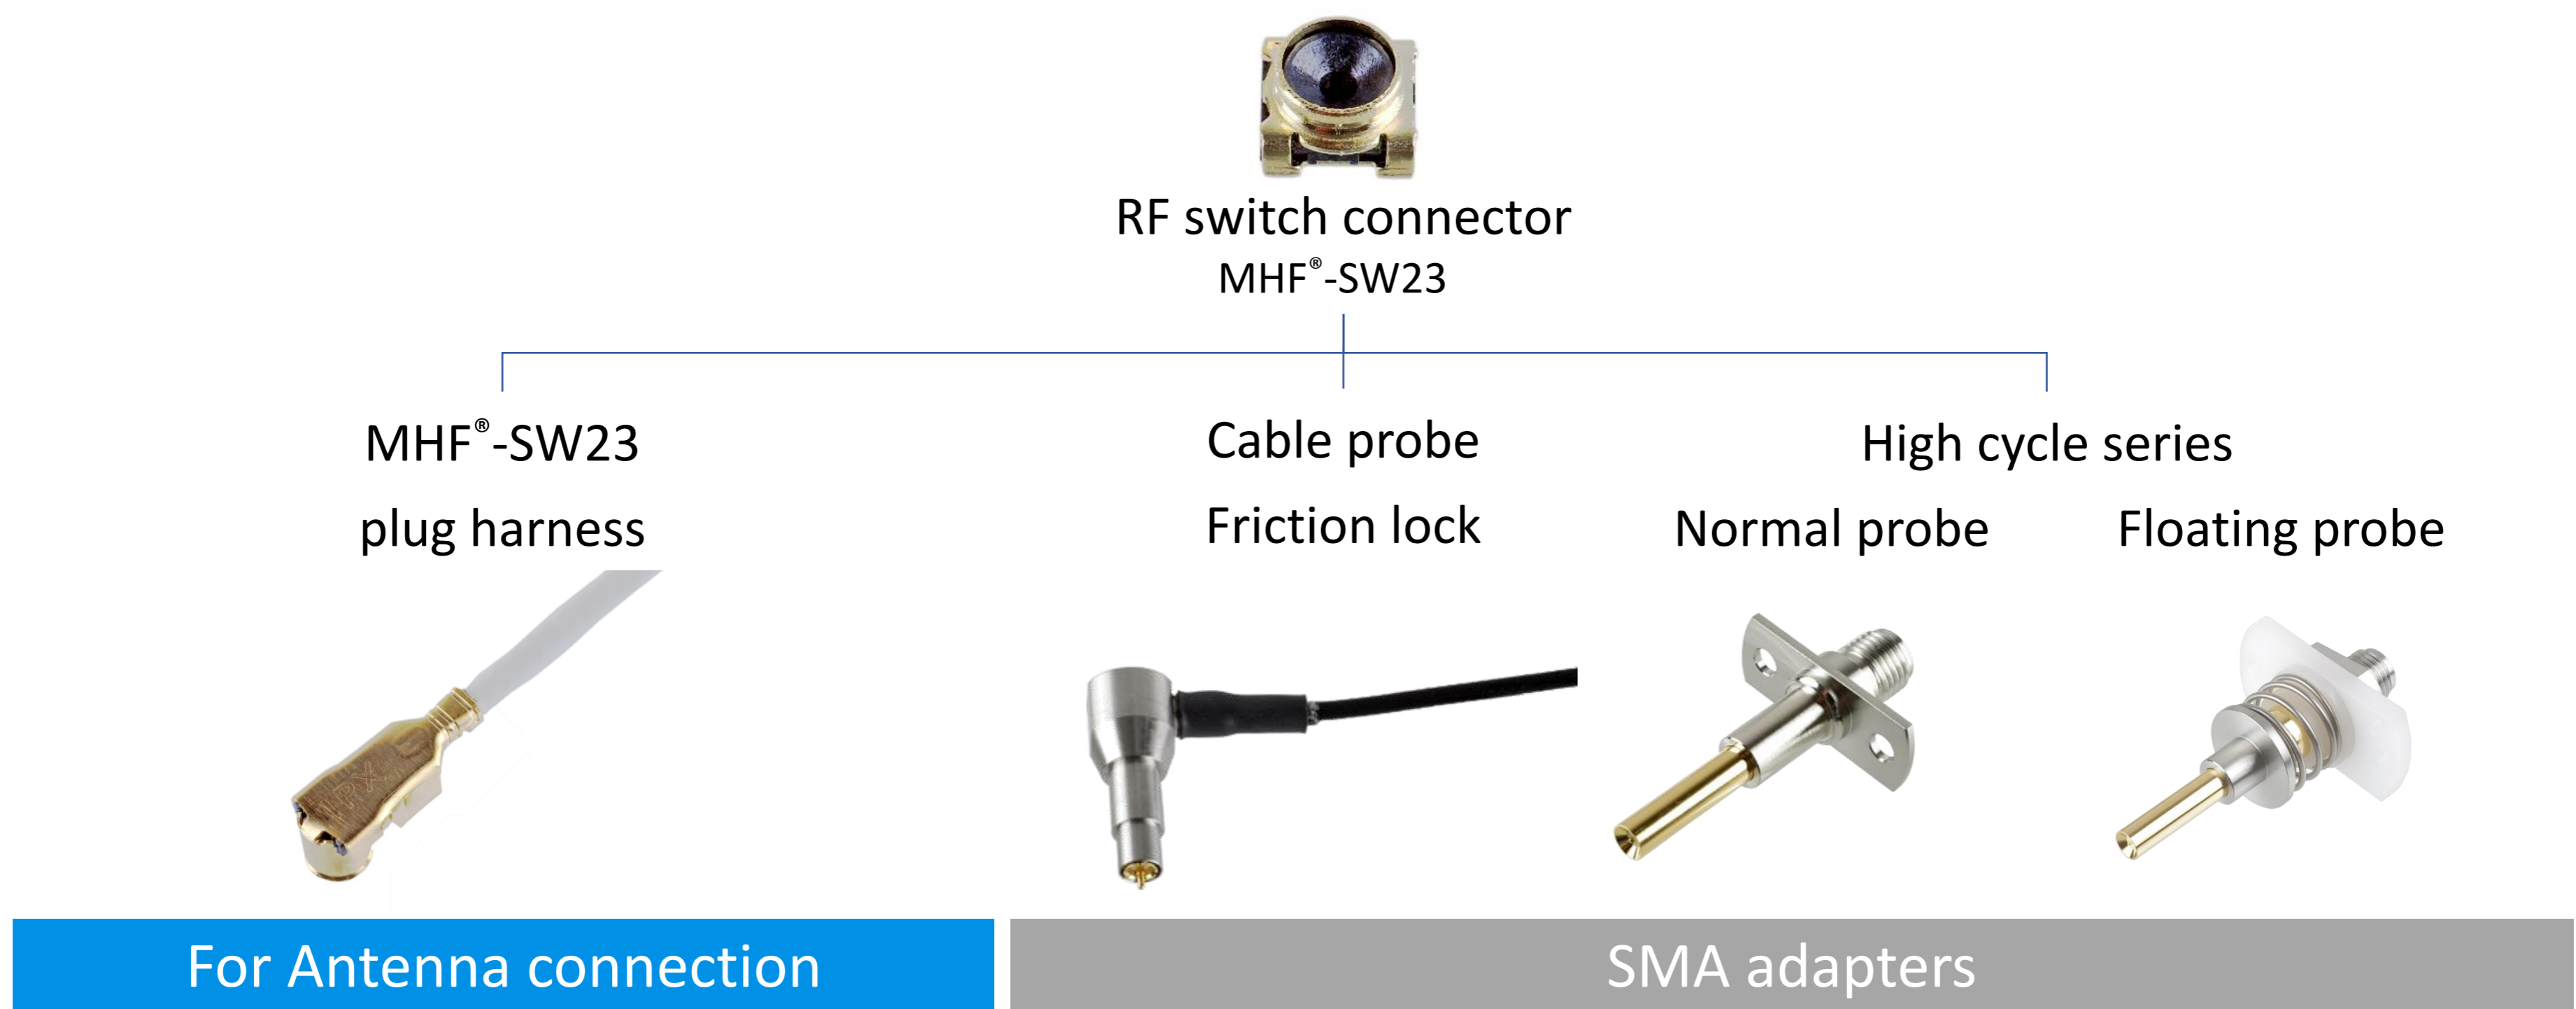 RF switch connector
MHF®-SW23
MHF®-SW23
plug harness
Cable probe
Friction lock
High cycle series
Normal probe
Floating probe
I-PX
For Antenna connection
SMA adapters